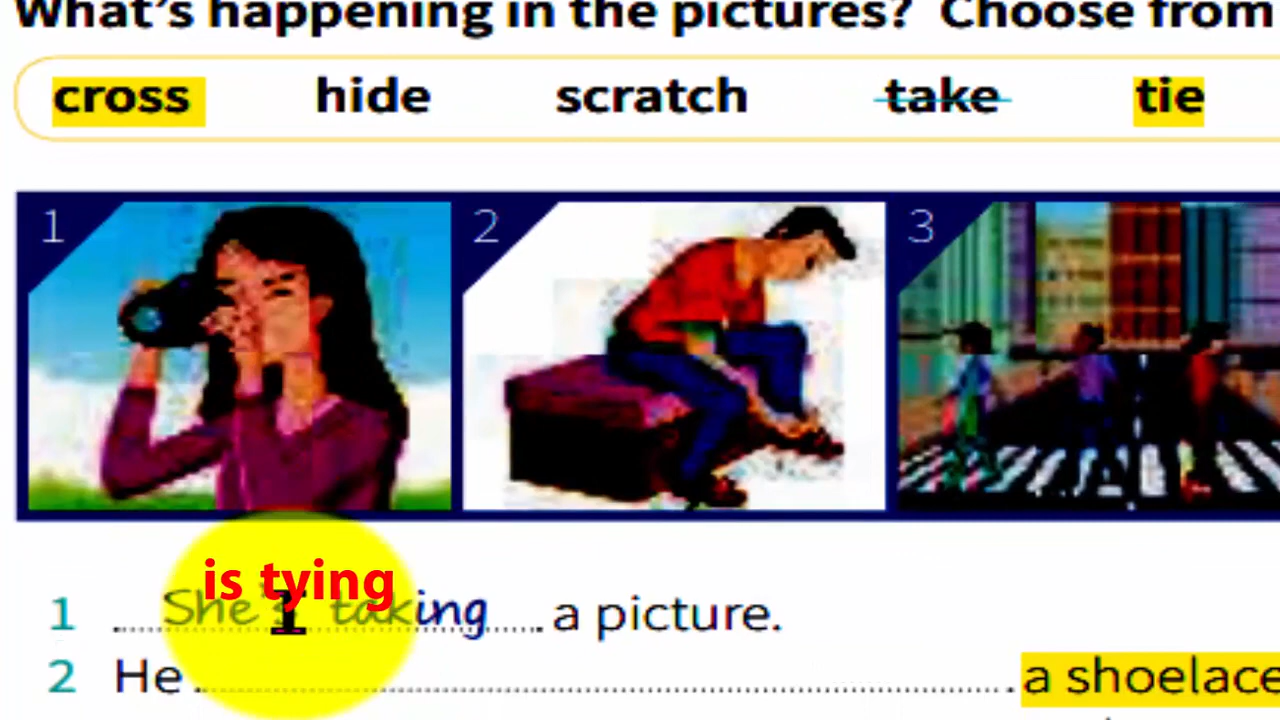 What's happening in the pictures? Choose from
cross hide scratch take tie
1 2 3
is tying
1 She's taking a picture.
2 He a shoelace